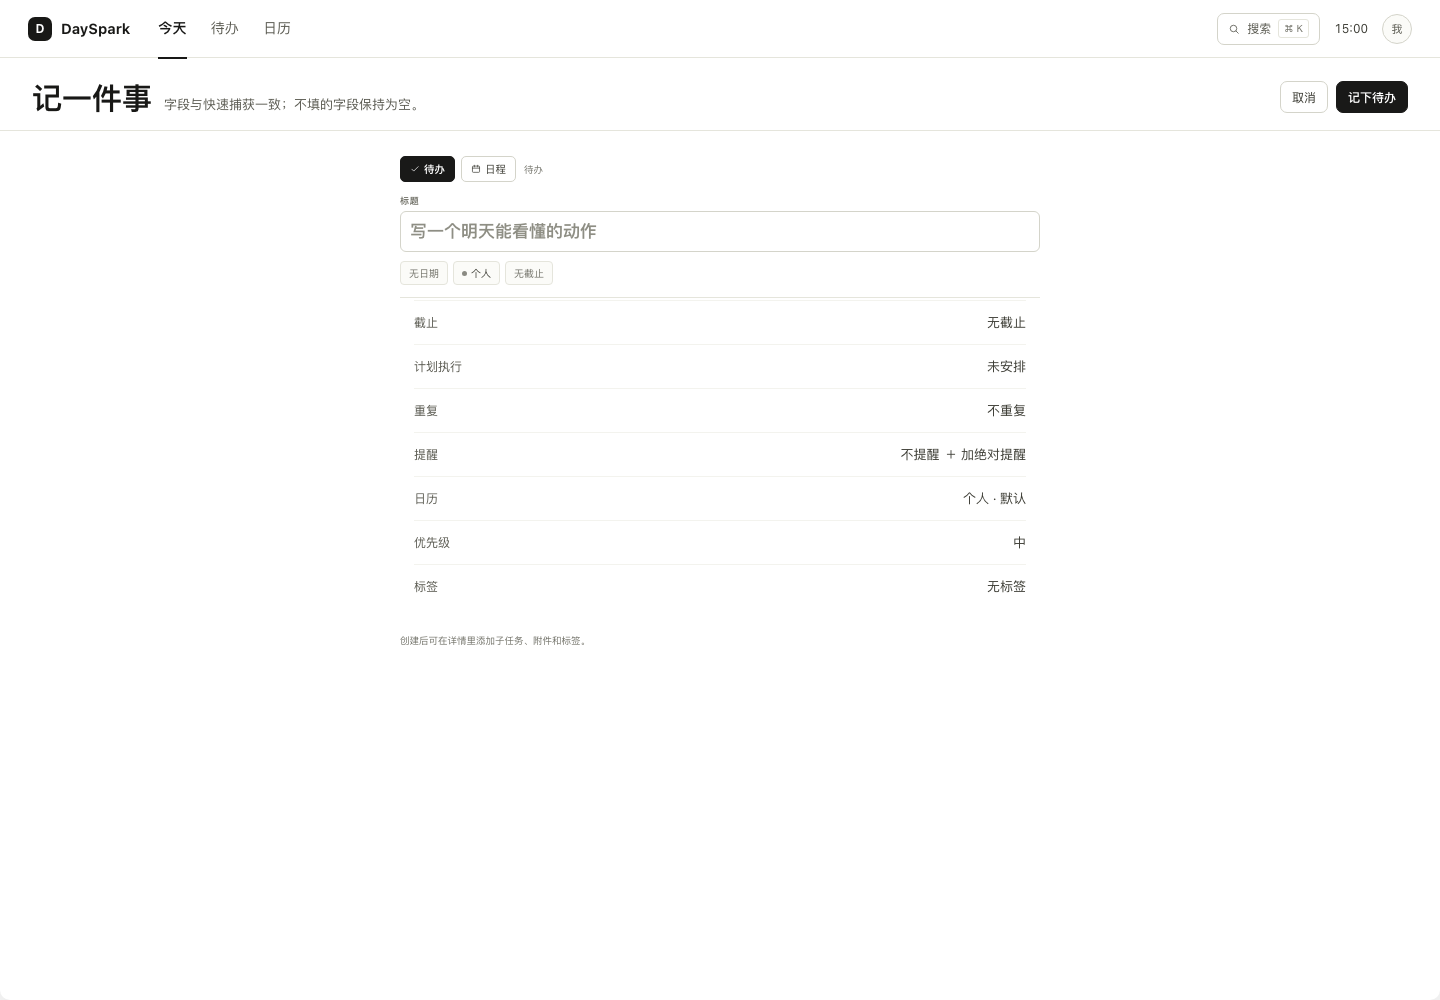 D DaySpark 今天 待办 日历 搜索 ⌘ K 15:00 我
记一件事 字段与快速捕获一致；不填的字段保持为空。 取消 记下待办
待办 日程 待办
标题
写一个明天能看懂的动作
无日期 个人 无截止
截止 无截止
计划执行 未安排
重复 不重复
提醒 不提醒 ＋ 加绝对提醒
日历 个人 · 默认
优先级 中
标签 无标签
创建后可在详情里添加子任务、附件和标签。